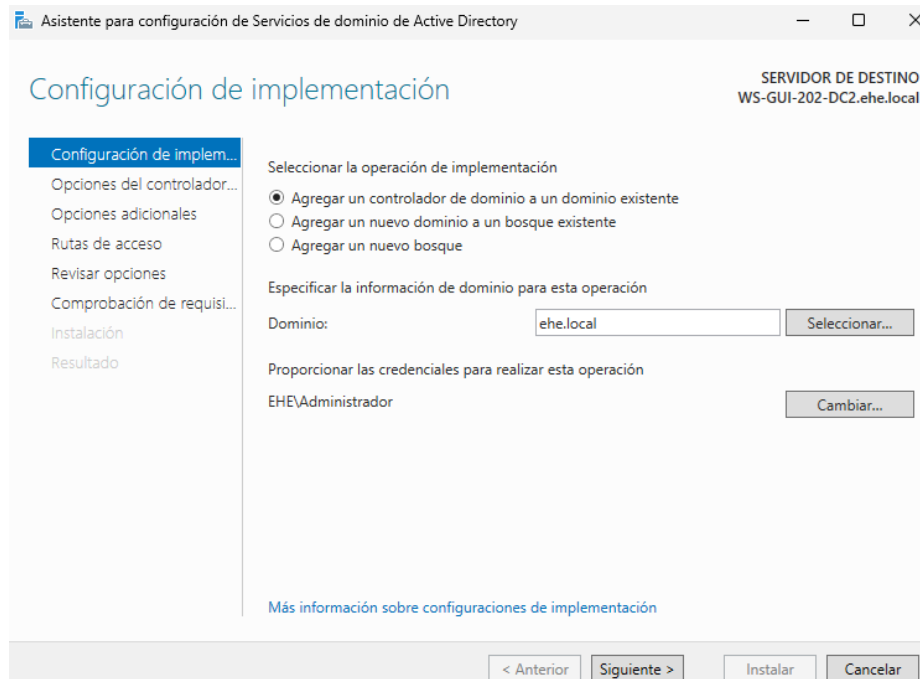 Asistente para configuración de Servicios de dominio de Active Directory
Configuración de implementación
SERVIDOR DE DESTINO
WS-GUI-202-DC2.ehe.local
Configuración de implem...
Opciones del controlador...
Opciones adicionales
Rutas de acceso
Revisar opciones
Comprobación de requisi...
Instalación
Resultado
Seleccionar la operación de implementación
Agregar un controlador de dominio a un dominio existente
Agregar un nuevo dominio a un bosque existente
Agregar un nuevo bosque
Especificar la información de dominio para esta operación
Dominio: ehe.local Seleccionar...
Proporcionar las credenciales para realizar esta operación
EHE\Administrador Cambiar...
Más información sobre configuraciones de implementación
< Anterior Siguiente > Instalar Cancelar